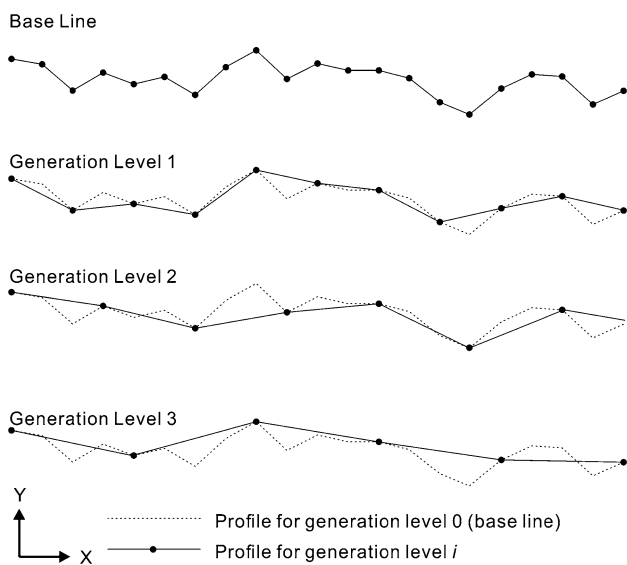 Base Line
Generation Level 1
Generation Level 2
Generation Level 3
Y
X
Profile for generation level 0 (base line)
Profile for generation level i